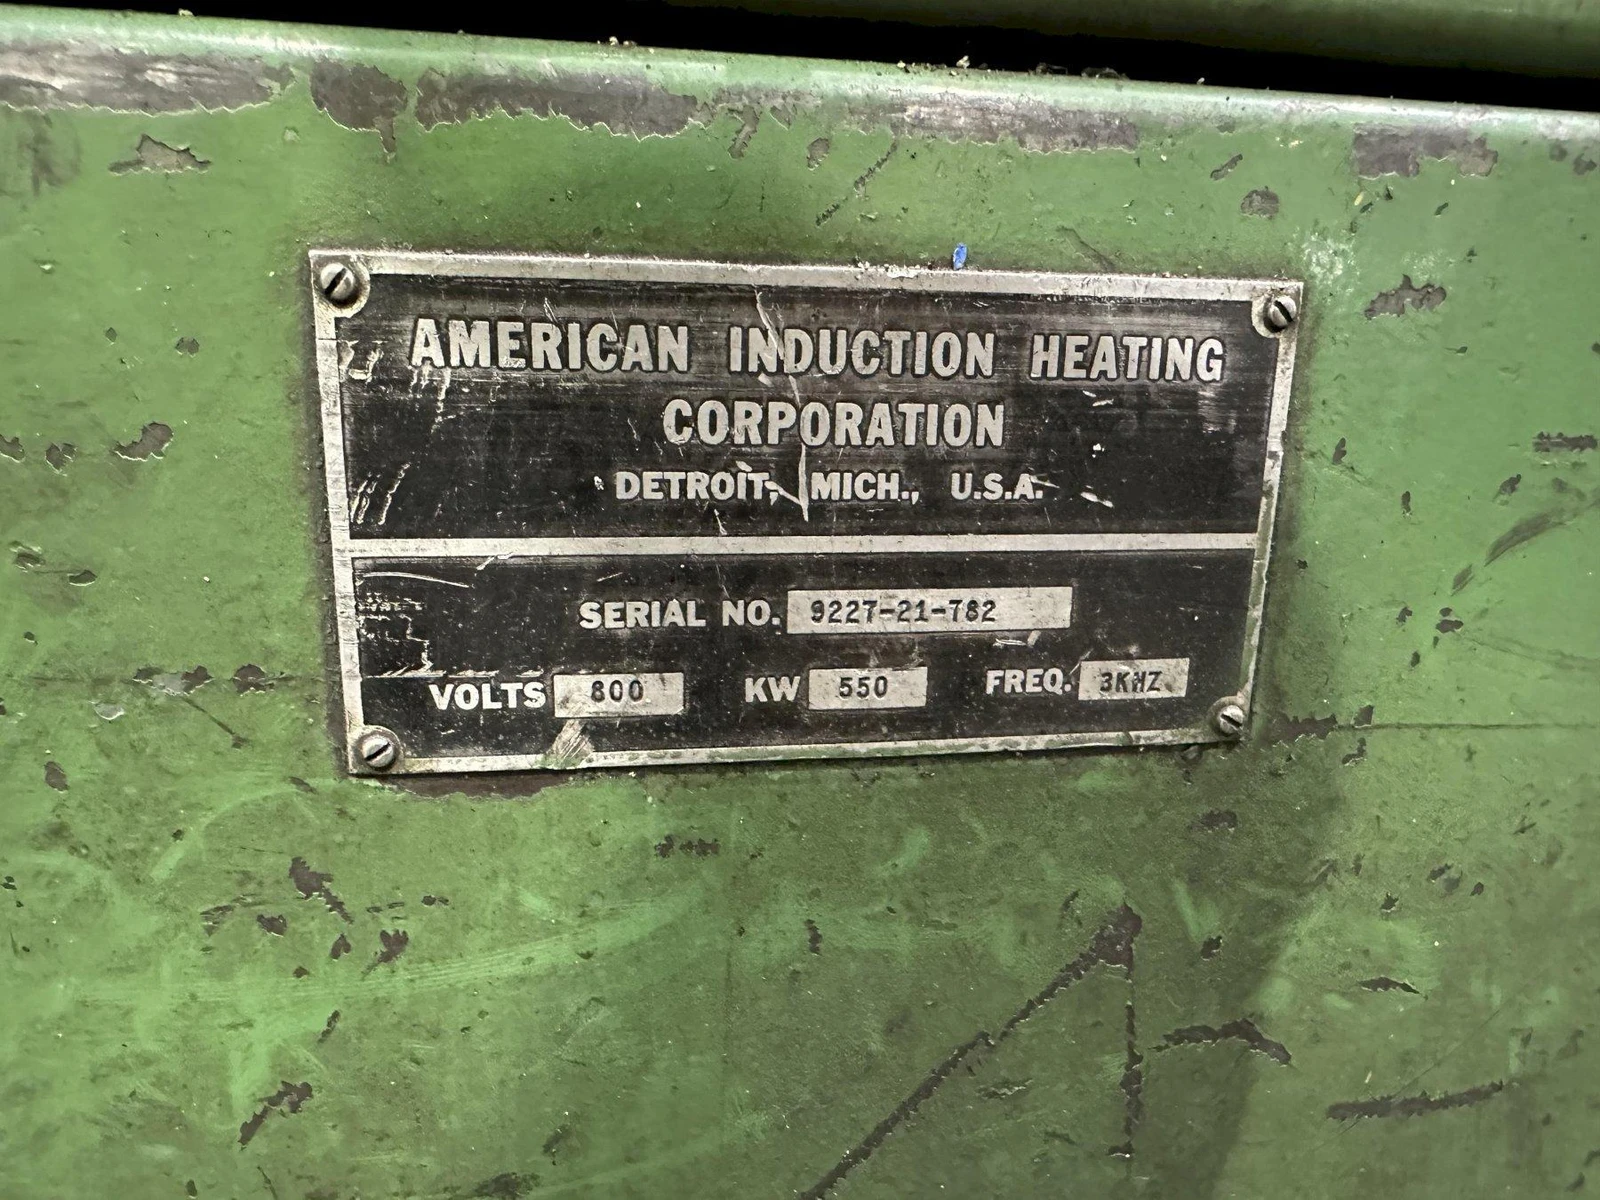 AMERICAN INDUCTION HEATING
CORPORATION
DETROIT, MICH., U.S.A.
SERIAL NO. 9227-21-782
VOLTS 800 KW 550 FREQ. 3KHZ